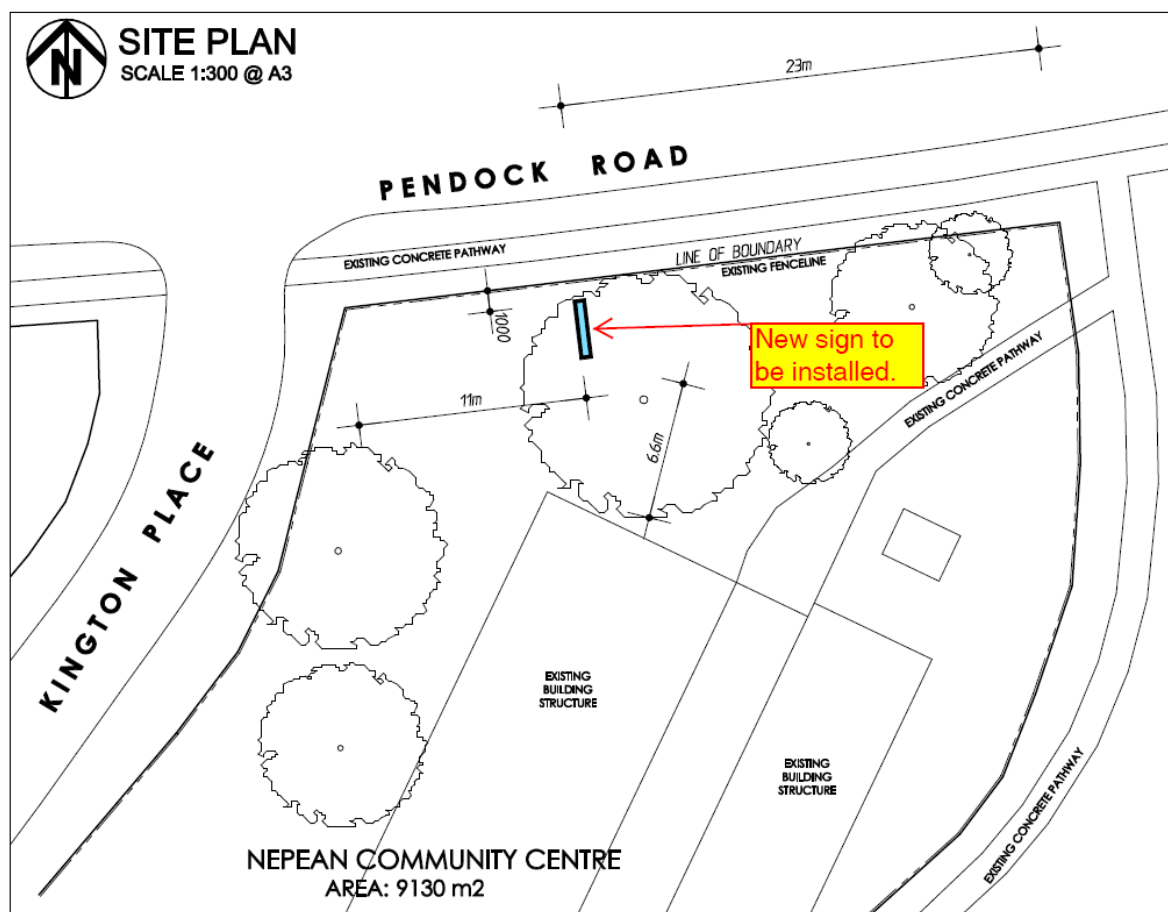 N
SITE PLAN
SCALE 1:300 @ A3
23m
PENDOCK ROAD
EXISTING CONCRETE PATHWAY
LINE OF BOUNDARY
EXISTING FENCELINE
1000
New sign to
be installed.
11m
6.6m
EXISTING CONCRETE PATHWAY
KINGTON PLACE
EXISTING
BUILDING
STRUCTURE
EXISTING
BUILDING
STRUCTURE
EXISTING CONCRETE PATHWAY
NEPEAN COMMUNITY CENTRE
AREA: 9130 m2